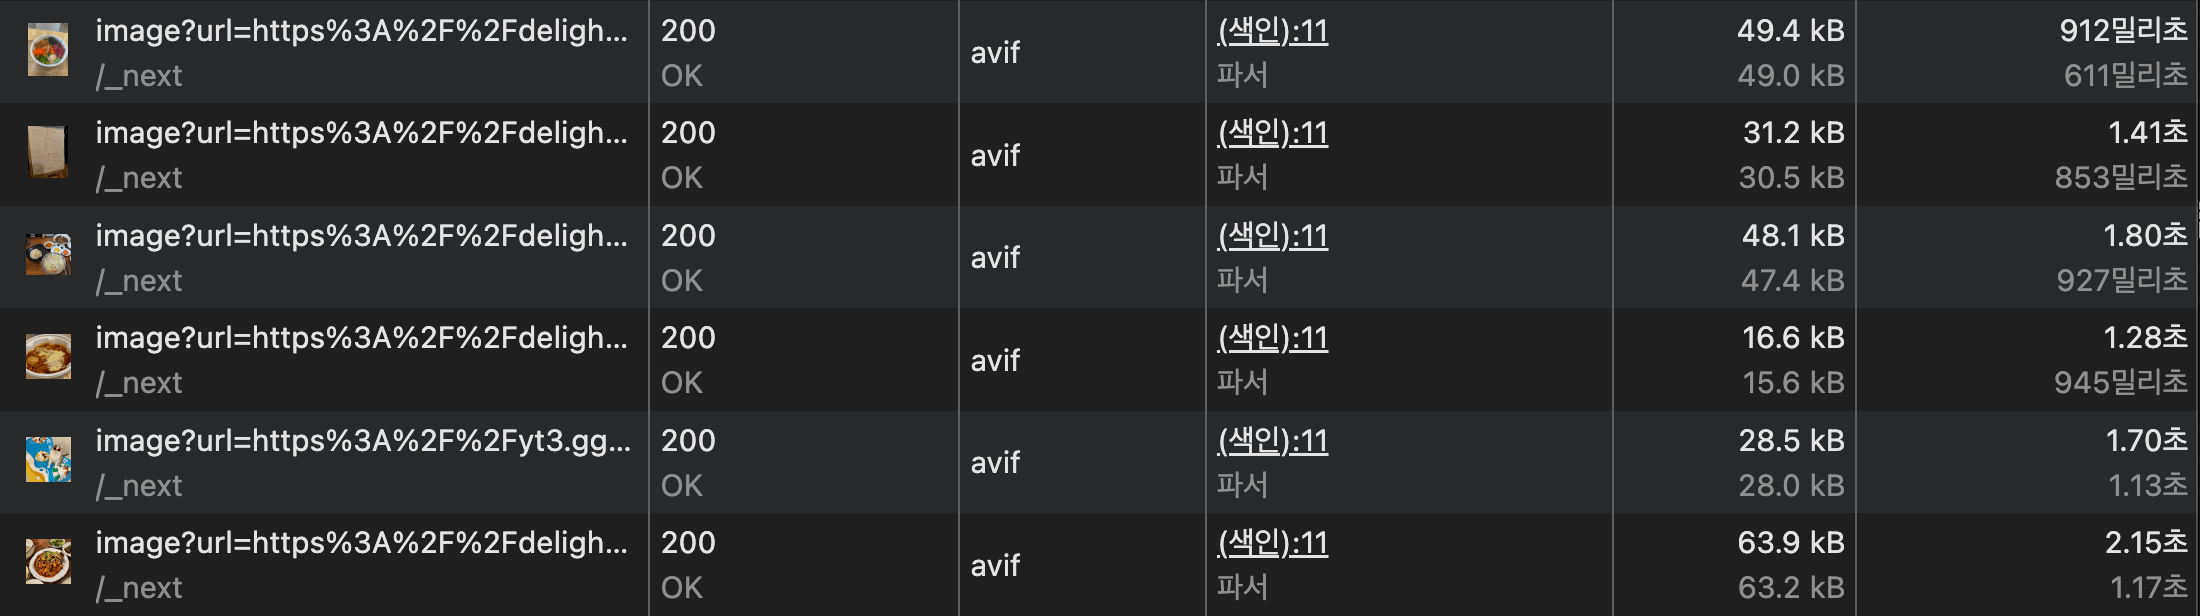 image?url=https%3A%2F%2Fdeligh... 200 avif (색인):11 49.4 kB 912밀리초
/_next OK 파서 49.0 kB 611밀리초
image?url=https%3A%2F%2Fdeligh... 200 avif (색인):11 31.2 kB 1.41초
/_next OK 파서 30.5 kB 853밀리초
image?url=https%3A%2F%2Fdeligh... 200 avif (색인):11 48.1 kB 1.80초
/_next OK 파서 47.4 kB 927밀리초
image?url=https%3A%2F%2Fdeligh... 200 avif (색인):11 16.6 kB 1.28초
/_next OK 파서 15.6 kB 945밀리초
image?url=https%3A%2F%2Fyt3.gg... 200 avif (색인):11 28.5 kB 1.70초
/_next OK 파서 28.0 kB 1.13초
image?url=https%3A%2F%2Fdeligh... 200 avif (색인):11 63.9 kB 2.15초
/_next OK 파서 63.2 kB 1.17초